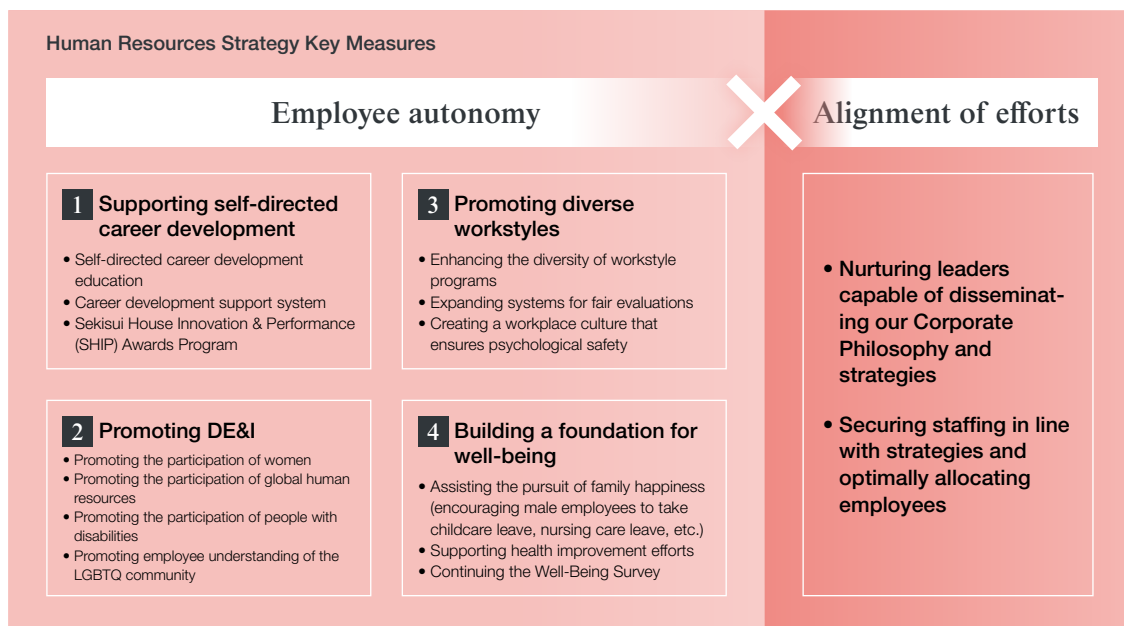 Human Resources Strategy Key Measures
Employee autonomy
Alignment of efforts
1 Supporting self-directed
career development
• Self-directed career development
education
• Career development support system
• Sekisui House Innovation & Performance
(SHIP) Awards Program
2 Promoting DE&I
• Promoting the participation of women
• Promoting the participation of global human
resources
• Promoting the participation of people with
disabilities
• Promoting employee understanding of the
LGBTQ community
3 Promoting diverse
workstyles
• Enhancing the diversity of workstyle
programs
• Expanding systems for fair evaluations
• Creating a workplace culture that
ensures psychological safety
4 Building a foundation for
well-being
• Assisting the pursuit of family happiness
(encouraging male employees to take
childcare leave, nursing care leave, etc.)
• Supporting health improvement efforts
• Continuing the Well-Being Survey
• Nurturing leaders
capable of disseminat-
ing our Corporate
Philosophy and
strategies
• Securing staffing in line
with strategies and
optimally allocating
employees